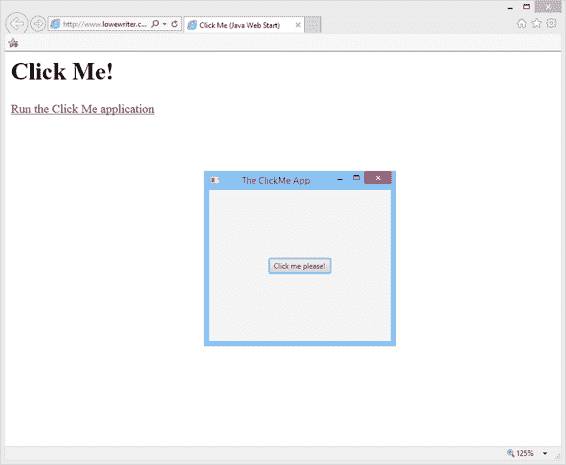 http://www.lowewriter.c...
Click Me (Java Web Start)
Click Me!
Run the Click Me application
The ClickMe App
Click me please!
125%